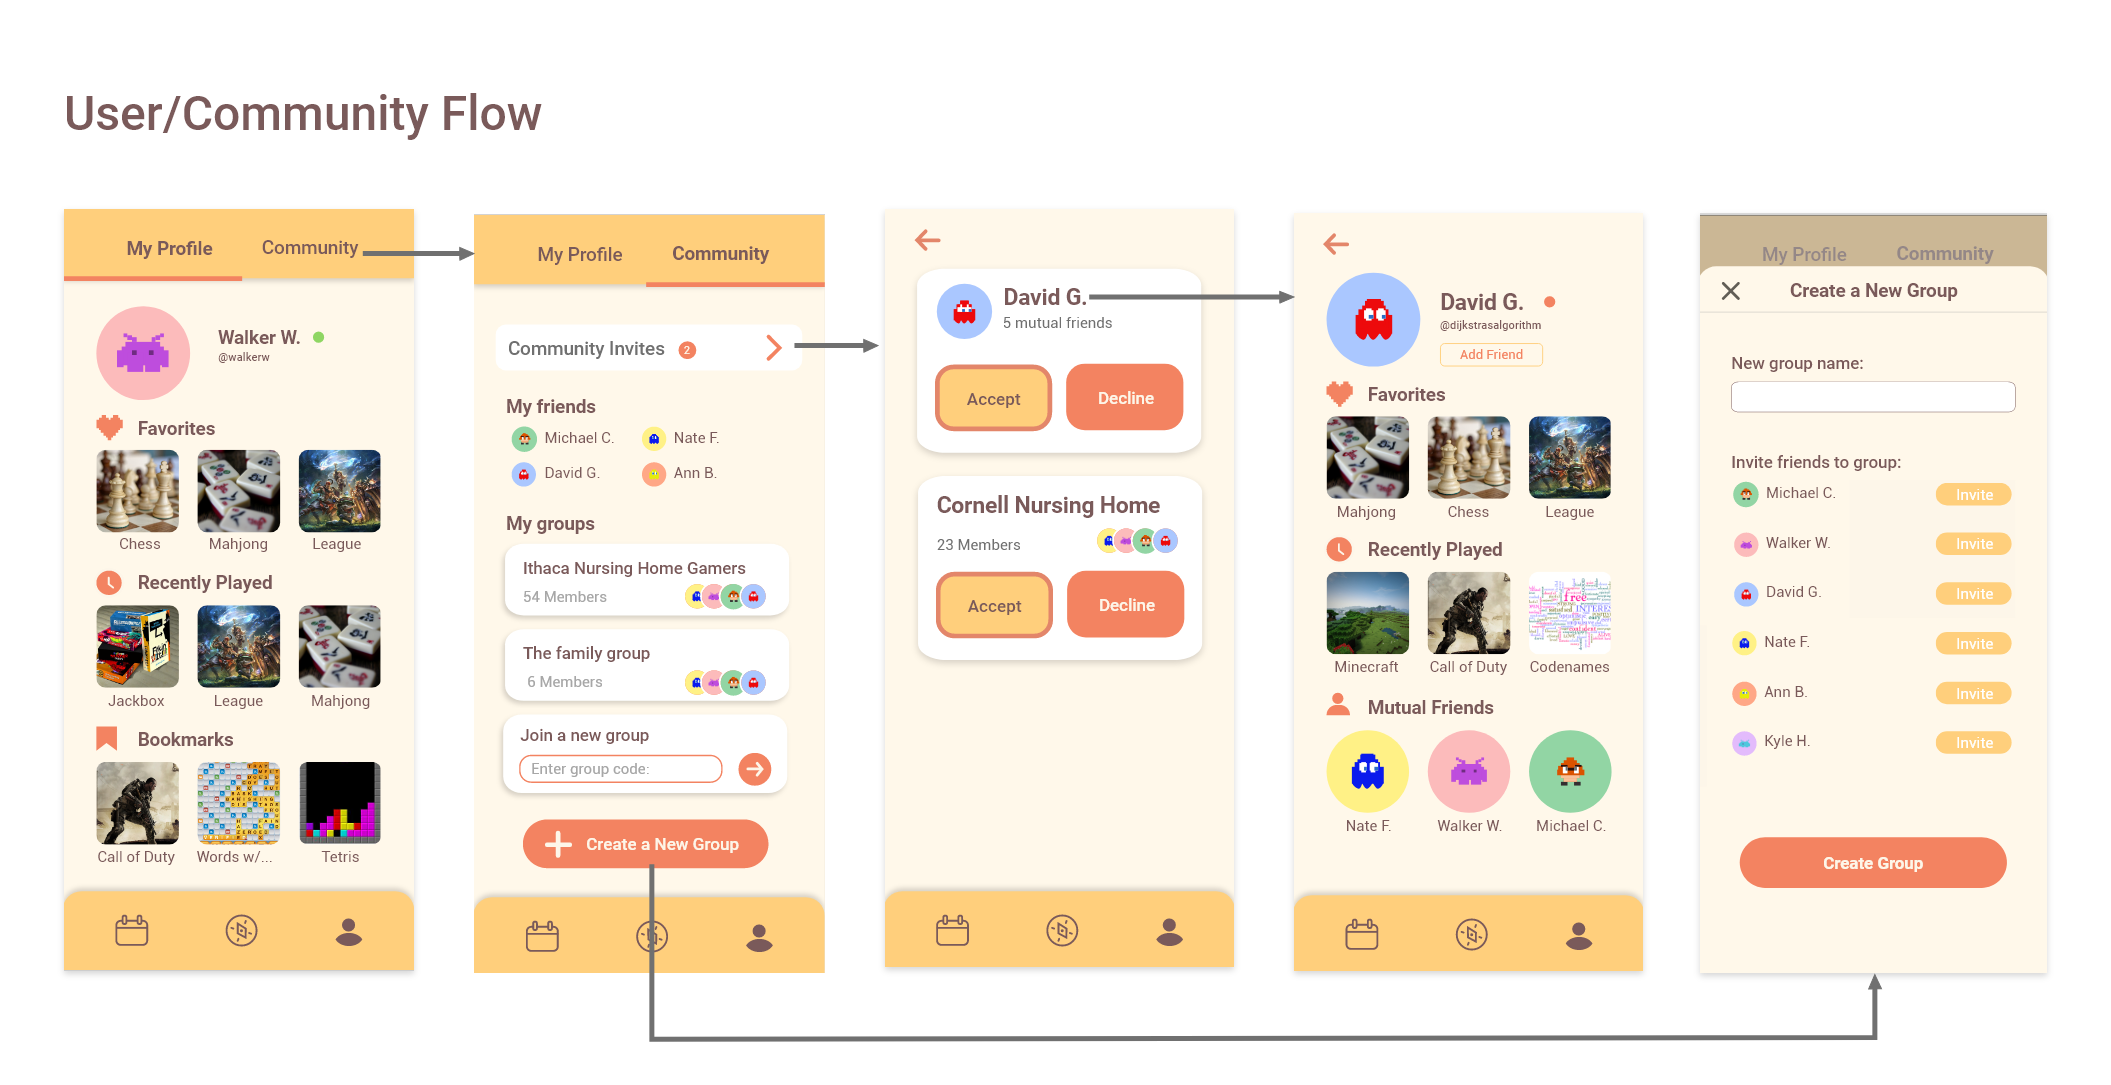 User/Community Flow
My Profile
Community
Walker W.
@walkerw
Favorites
Chess
Mahjong
League
Recently Played
Jackbox
League
Mahjong
Bookmarks
Call of Duty
Words w/...
Tetris
My Profile
Community
Community Invites
2
My friends
Michael C.
Nate F.
David G.
Ann B.
My groups
Ithaca Nursing Home Gamers
54 Members
The family group
6 Members
Join a new group
Enter group code:
Create a New Group
David G.
5 mutual friends
Accept
Decline
Cornell Nursing Home
23 Members
Accept
Decline
David G.
@dijkstrasalgorithm
Add Friend
Favorites
Mahjong
Chess
League
Recently Played
free
Minecraft
Call of Duty
Codenames
Mutual Friends
Nate F.
Walker W.
Michael C.
My Profile
Community
Create a New Group
New group name:
Invite friends to group:
Michael C.
Invite
Walker W.
Invite
David G.
Invite
Nate F.
Invite
Ann B.
Invite
Kyle H.
Invite
Create Group